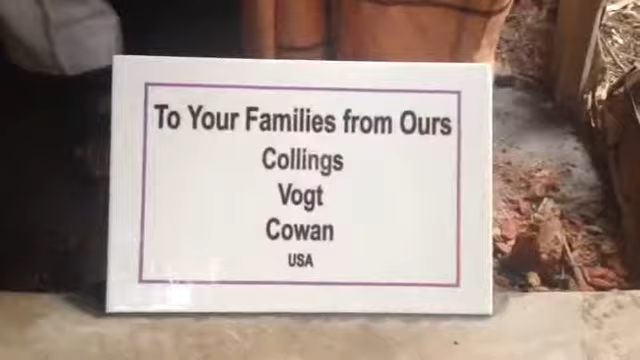 To Your Families from Ours
Collings
Vogt
Cowan
USA